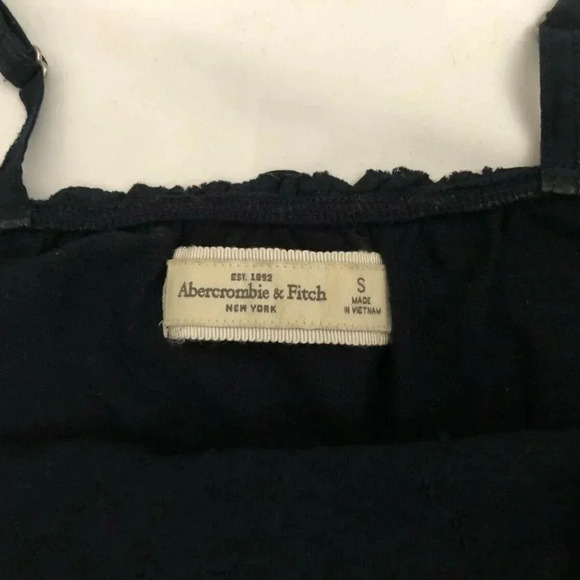 EST. 1892
Abercrombie & Fitch
NEW YORK
S
MADE
IN VIETNAM